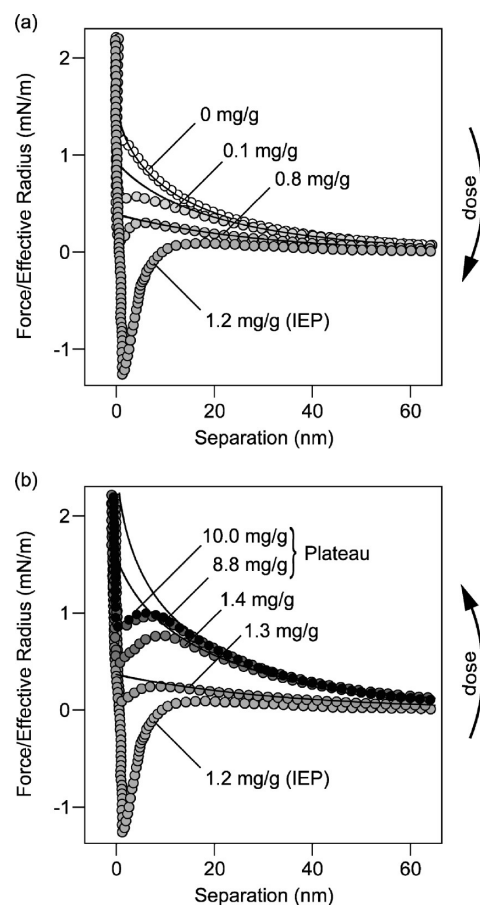 (a)
2
1
0
-1
Force/Effective Radius (mN/m)
0 mg/g
0.1 mg/g
0.8 mg/g
1.2 mg/g (IEP)
dose
0 20 40 60
Separation (nm)
(b)
2
1
0
-1
Force/Effective Radius (mN/m)
10.0 mg/g
8.8 mg/g
Plateau
1.4 mg/g
1.3 mg/g
1.2 mg/g (IEP)
dose
0 20 40 60
Separation (nm)